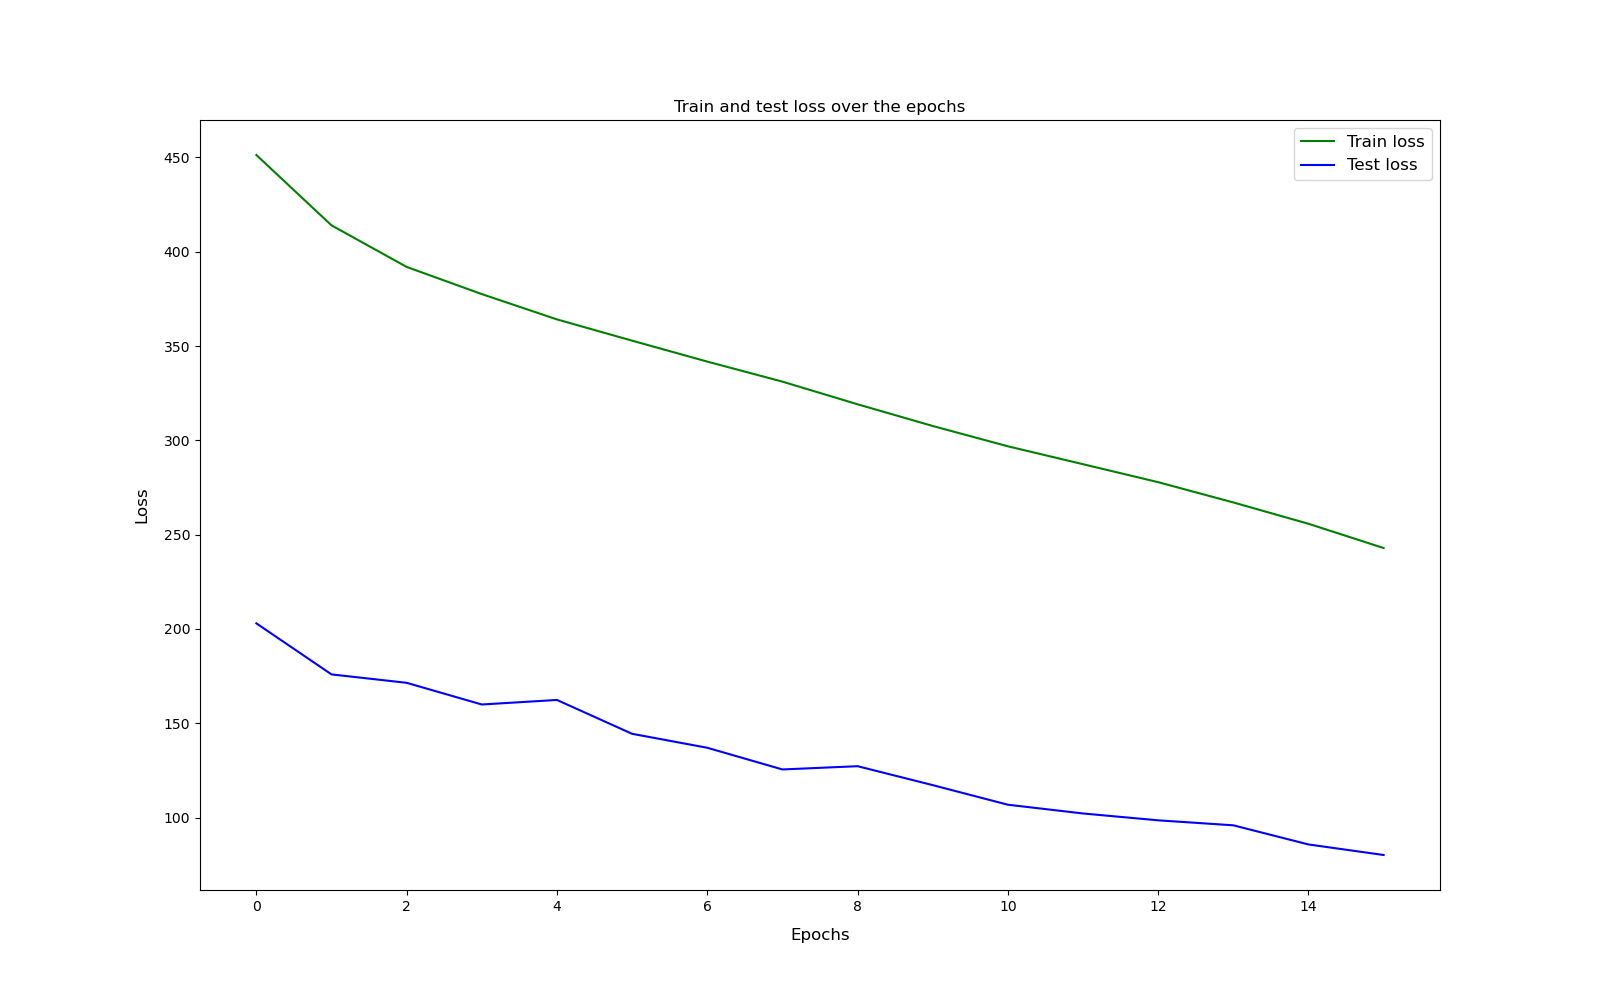 Train and test loss over the epochs
Train loss
Test loss
450
400
350
300
250
200
150
100
Loss
0 2 4 6 8 10 12 14
Epochs